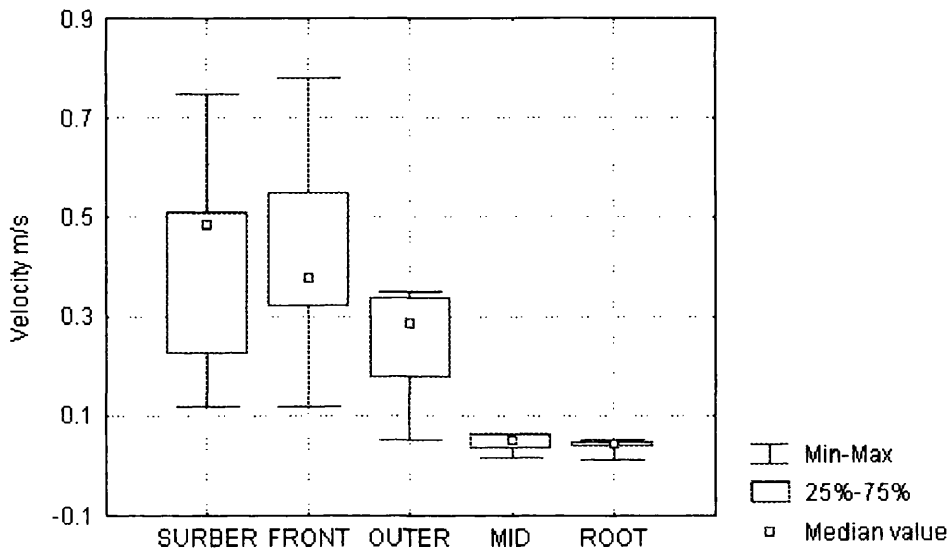 0.9
0.7
0.5
0.3
0.1
-0.1
Velocity m/s
SURBER FRONT OUTER MID ROOT
Min-Max
25%-75%
Median value